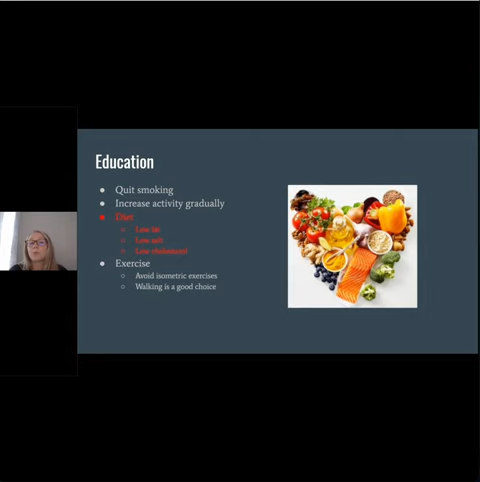 Education
● Quit smoking
● Increase activity gradually
● Diet
○ Low fat
○ Low salt
○ Low cholesterol
● Exercise
○ Avoid isometric exercises
○ Walking is a good choice